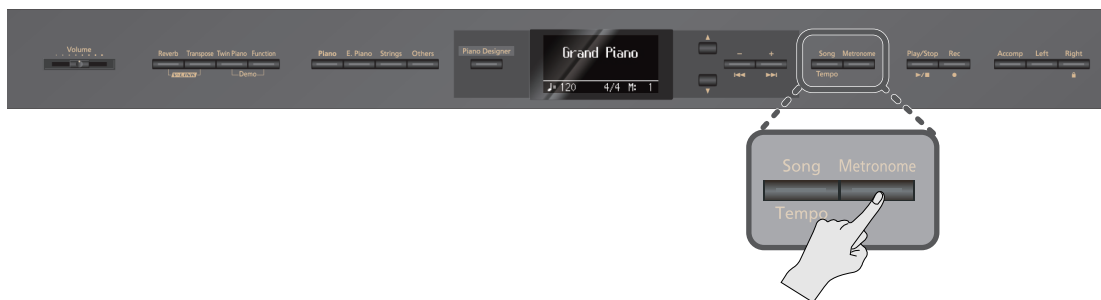 Volume
Reverb Transpose Twin Piano Function
V-LINK
Demo
Piano E. Piano Strings Others
Piano Designer
Grand Piano
♩= 120 4/4 M: 1
− +
Song Metronome
Tempo
Play/Stop Rec
Accomp Left Right
Song Metronome
Tempo